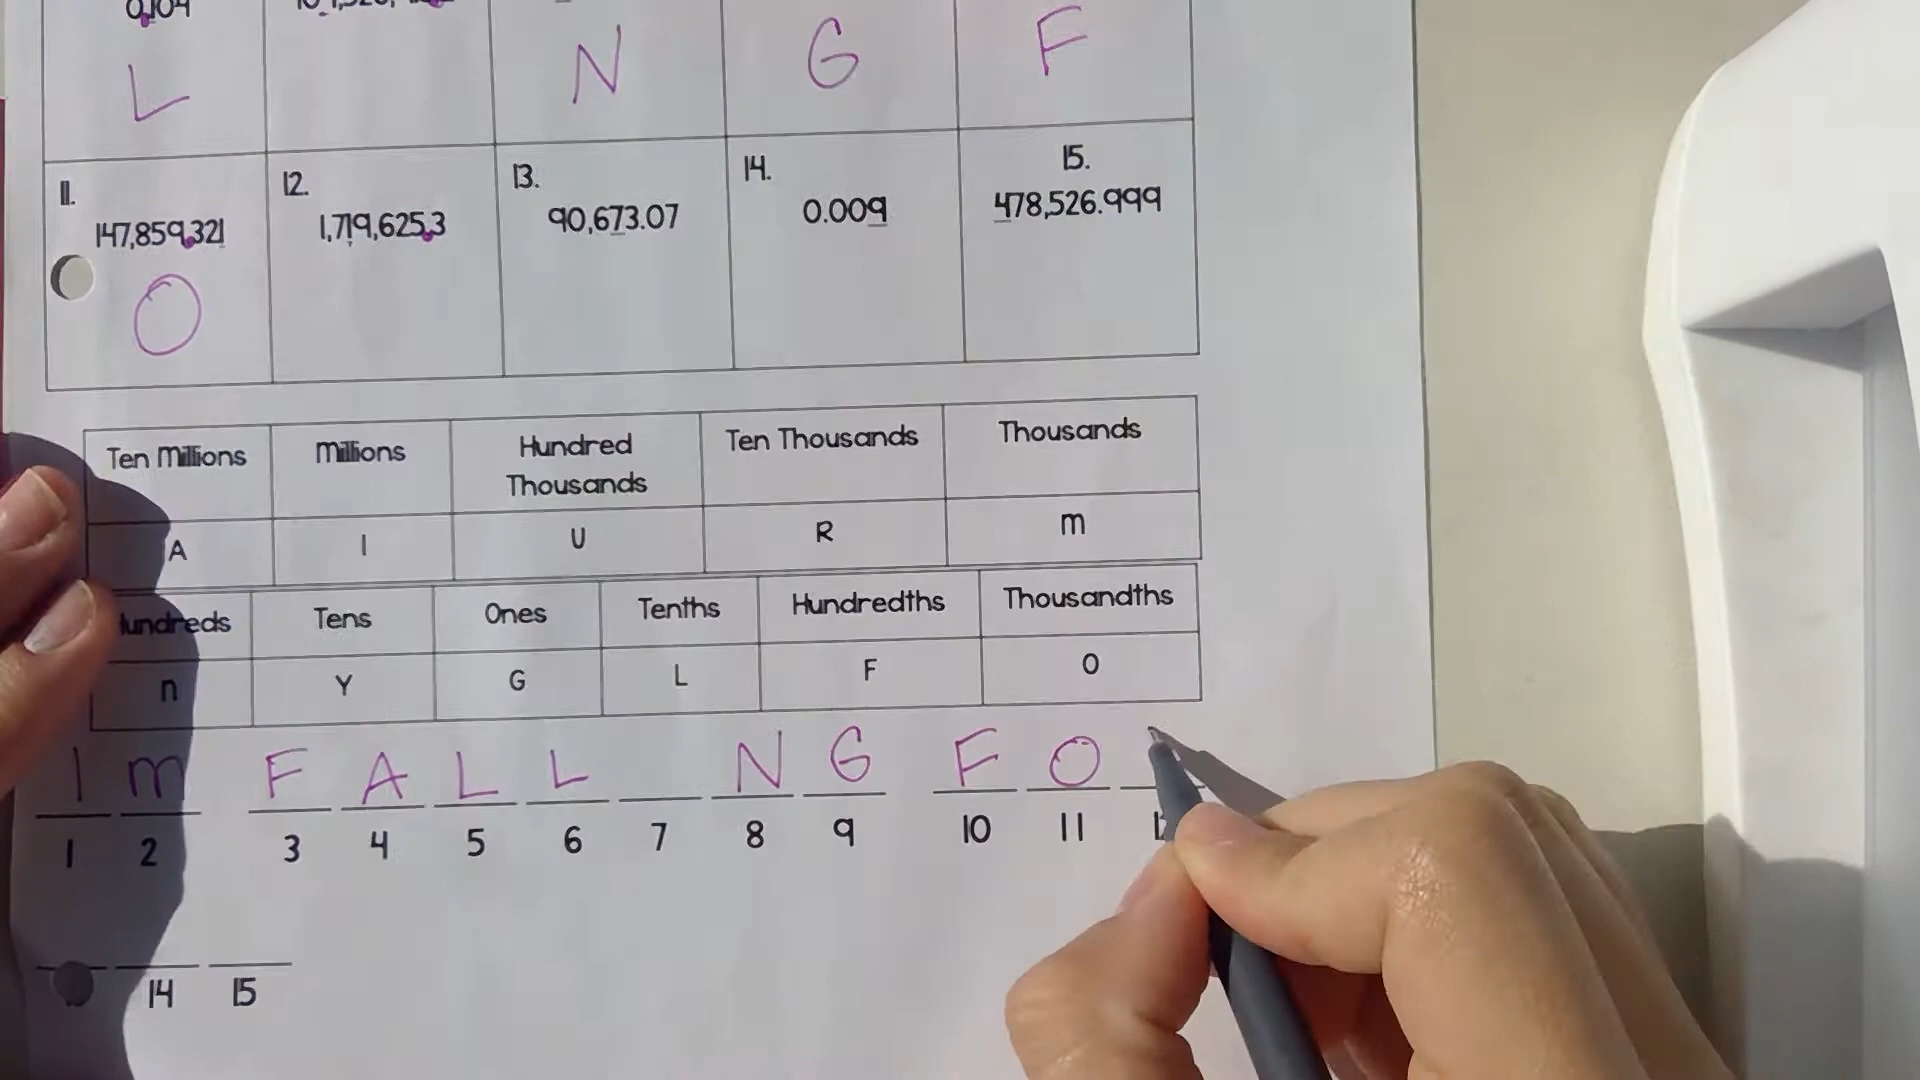 L N G F
11. 12. 13. 14. 15.
147,859.321 1,719,625.3 90,673.07 0.009 478,526.999
O
Ten Millions Millions Hundred Thousands Ten Thousands Thousands
A I U R m
Tens Ones Tenths Hundredths Thousandths
n Y G L F O
I m F A L L N G F O
1 2 3 4 5 6 7 8 9 10 11
14 15